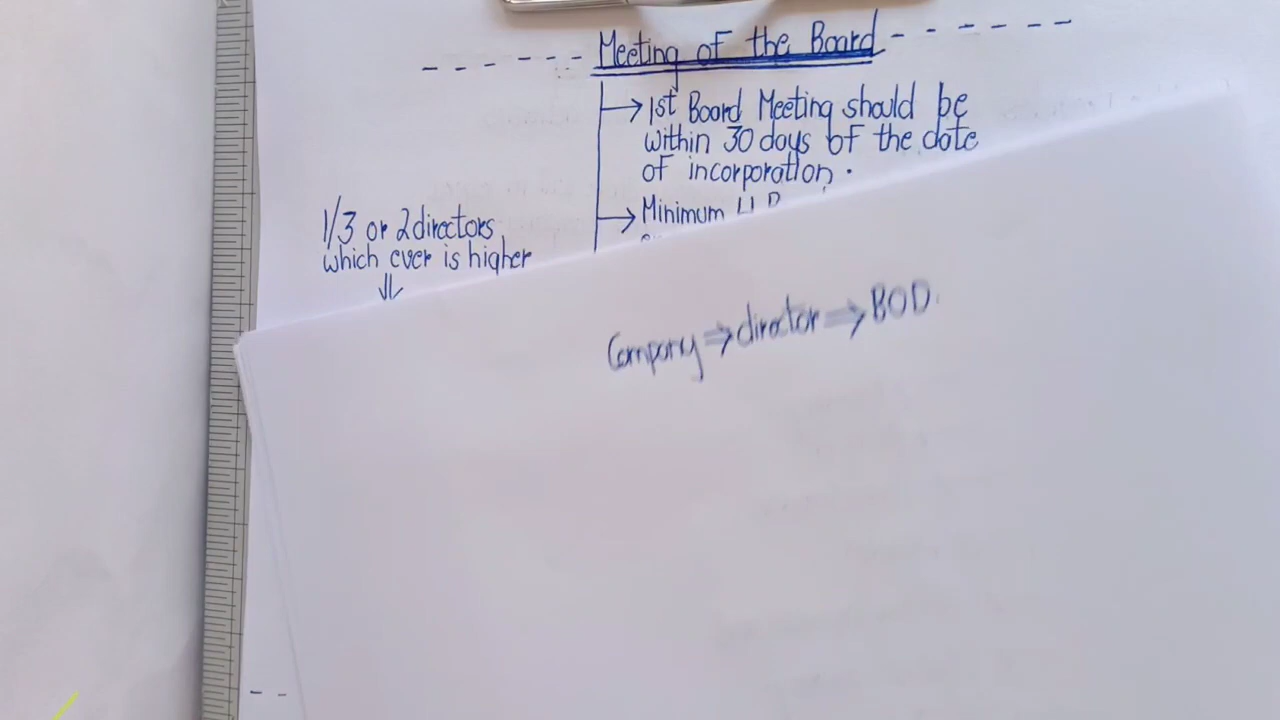 Meeting of the Board
1st Board Meeting should be
within 30 days of the date
of incorporation.
Minimum
1/3 or 2 directors
which ever is higher
Company ⇒ director ⇒ BOD.